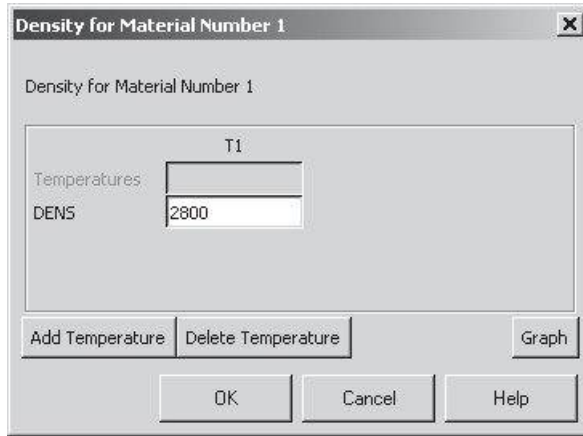 Density for Material Number 1
Density for Material Number 1
T1
Temperatures
DENS 2800
Add Temperature Delete Temperature Graph
OK Cancel Help